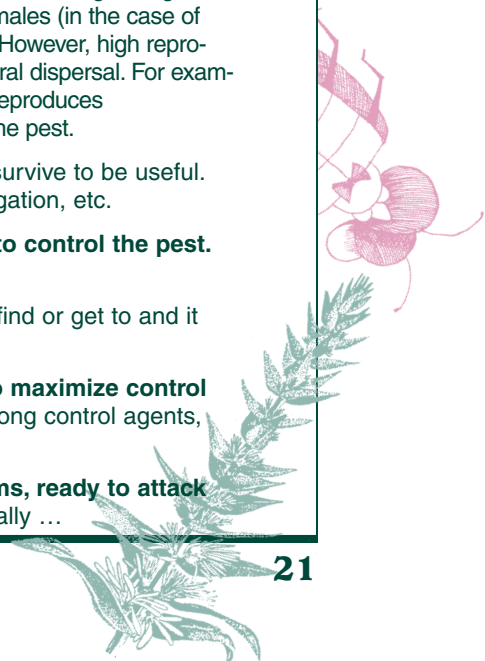 males (in the case of
However, high repro-
ral dispersal. For exam-
eproduces
he pest.
survive to be useful.
gation, etc.
to control the pest.
find or get to and it
o maximize control
ong control agents,
ms, ready to attack
ally …
21